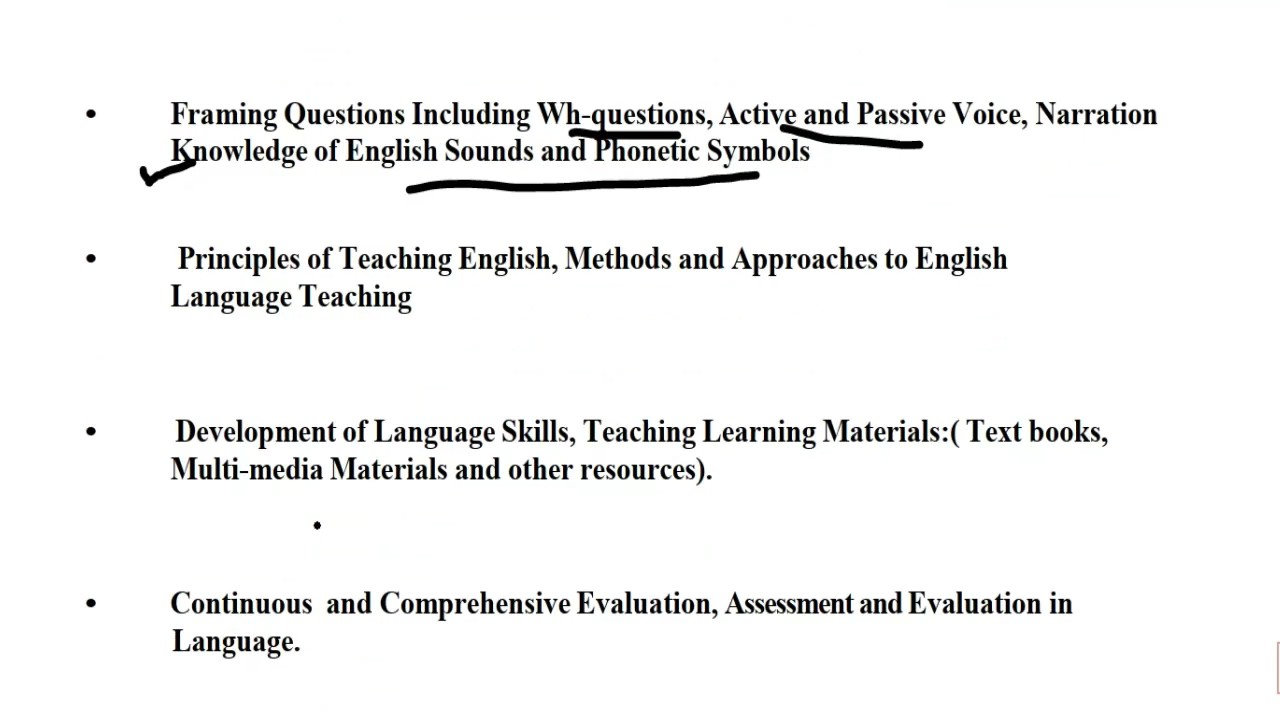 • Framing Questions Including Wh-questions, Active and Passive Voice, Narration
Knowledge of English Sounds and Phonetic Symbols
• Principles of Teaching English, Methods and Approaches to English
Language Teaching
• Development of Language Skills, Teaching Learning Materials:( Text books,
Multi-media Materials and other resources).
• Continuous and Comprehensive Evaluation, Assessment and Evaluation in
Language.